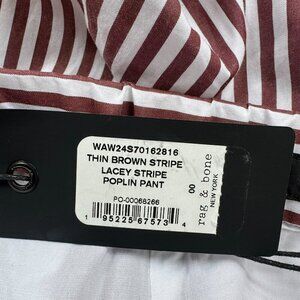 WAW24S70162816
THIN BROWN STRIPE
LACEY STRIPE
POPLIN PANT
PO-00068266
1 95225 67573 4
00
rag & bone
NEW YORK